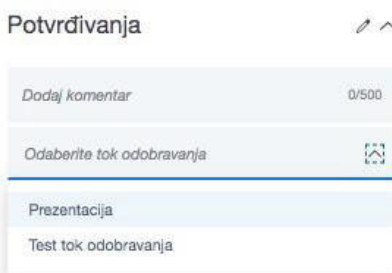 Potvrđivanja
Dodaj komentar 0/500
Odaberite tok odobravanja
Prezentacija
Test tok odobravanja